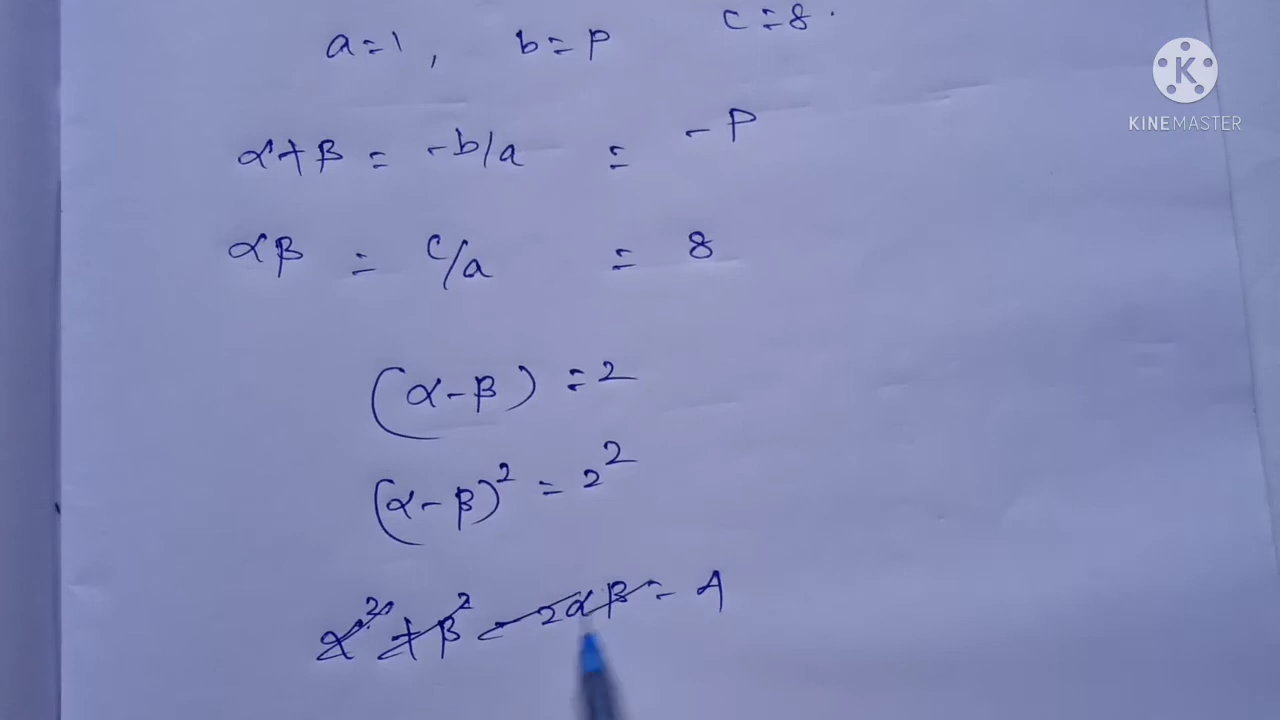 a=1, b=p c=8.
K
KINEMASTER
α+β = -b/a = -p
αβ = c/a = 8
(α-β) =2
(α-β)² = 2²
α²+β²-2αβ = 4